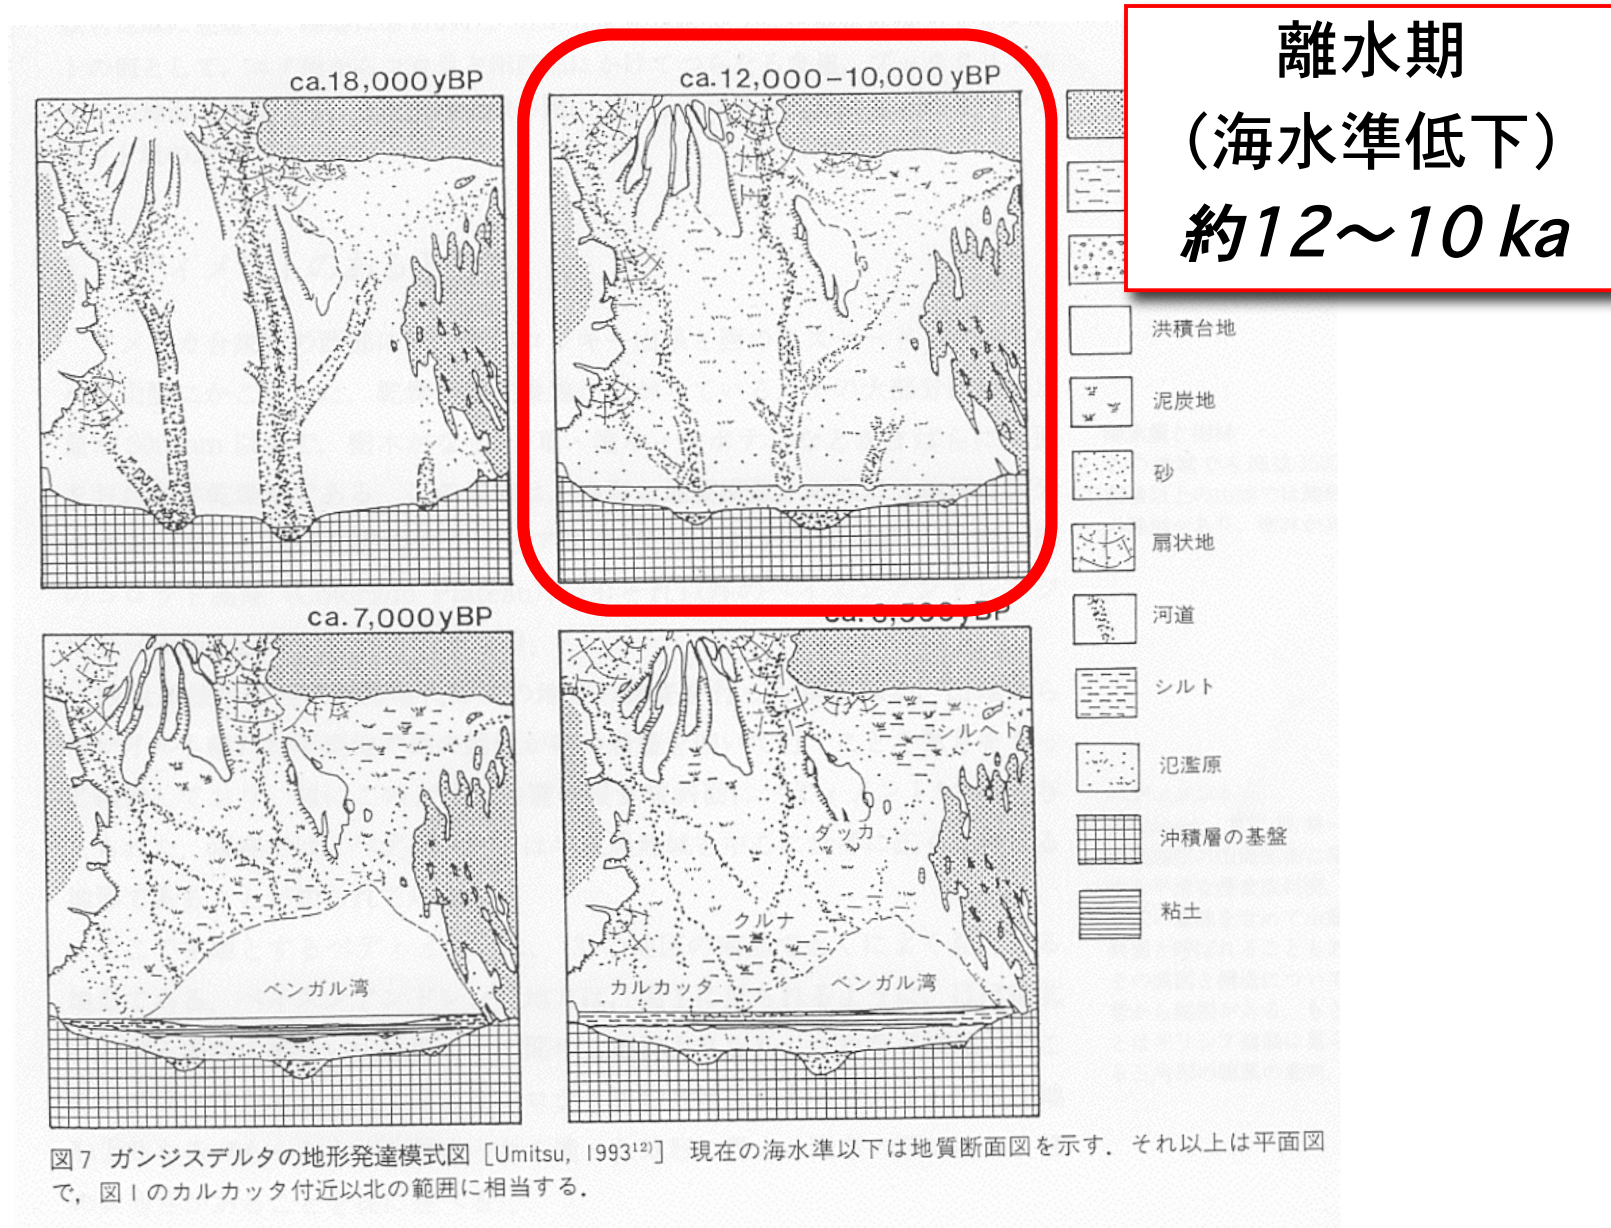 離水期
（海水準低下）
約12～10 ka
ca.18,000yBP
ca.12,000−10,000yBP
洪積台地
泥炭地
砂
扇状地
河道
シルト
氾濫原
沖積層の基盤
粘土
ca.7,000yBP
ベンガル湾
シルヘト
ダッカ
クルナ
カルカッタ
ベンガル湾
図7 ガンジスデルタの地形発達模式図［Umitsu, 1993¹²⁾］ 現在の海水準以下は地質断面図を示す．それ以上は平面図
で，図1のカルカッタ付近以北の範囲に相当する．